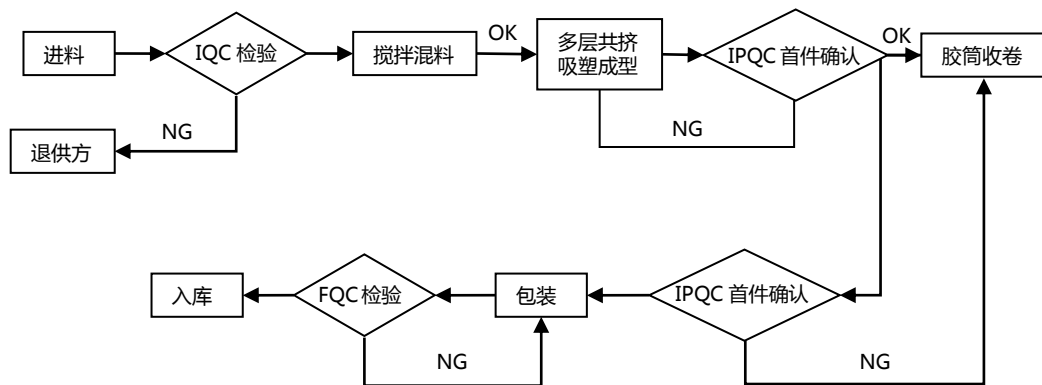 进料
IQC 检验
搅拌混料
OK
多层共挤
吸塑成型
IPQC 首件确认
OK
胶筒收卷
NG
NG
退供方
入库
FQC 检验
包装
IPQC 首件确认
NG
NG